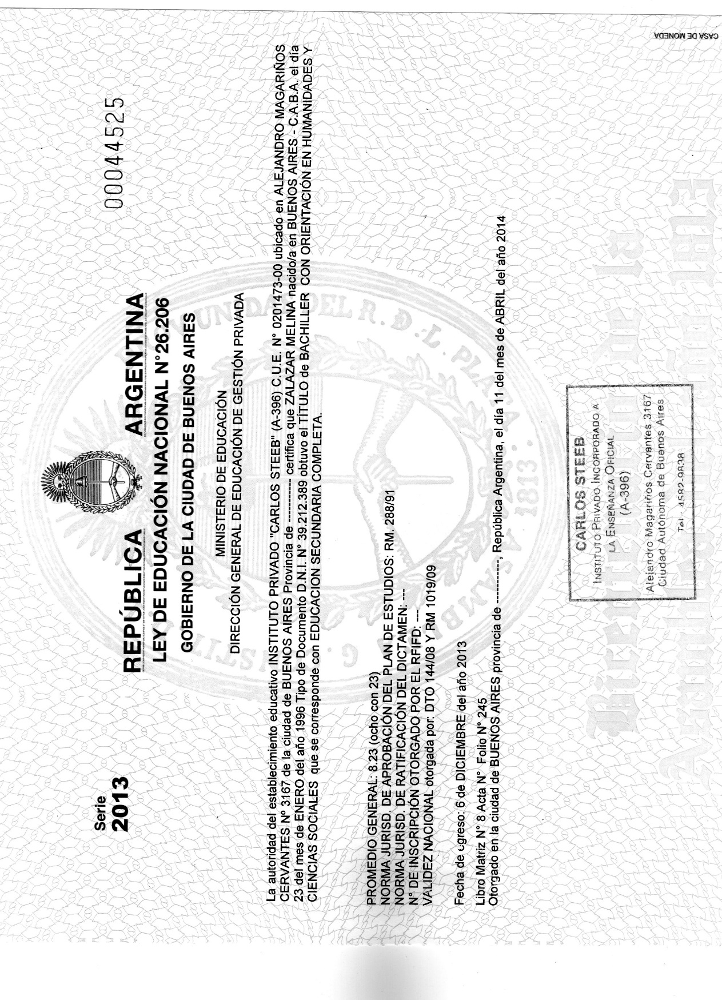 CASA DE MONEDA
Serie
2013
00044525
REPÚBLICA ARGENTINA
LEY DE EDUCACIÓN NACIONAL N°26.206
GOBIERNO DE LA CIUDAD DE BUENOS AIRES
MINISTERIO DE EDUCACIÓN
DIRECCIÓN GENERAL DE EDUCACIÓN DE GESTIÓN PRIVADA
La autoridad del establecimiento educativo INSTITUTO PRIVADO "CARLOS STEEB" (A-396) C.U.E. N° 0201473-00 ubicado en ALEJANDRO MAGARIÑOS
CERVANTES Nº 3167 de la ciudad de BUENOS AIRES Provincia de ---------- certifica que ZALAZAR MELINA nacido/a en BUENOS AIRES - C.A.B.A. el día
23 del mes de ENERO del año 1996 Tipo de Documento D.N.I. N° 39.212.389 obtuvo el TÍTULO de BACHILLER CON ORIENTACIÓN EN HUMANIDADES Y
CIENCIAS SOCIALES que se corresponde con EDUCACION SECUNDARIA COMPLETA.
PROMEDIO GENERAL: 8.23 (ocho con 23)
NORMA JURISD. DE APROBACIÓN DEL PLAN DE ESTUDIOS: RM. 288/91
NORMA JURISD. DE RATIFICACIÓN DEL DICTAMEN: ---
N° DE INSCRIPCIÓN OTORGADO POR EL RFIFD: ---
VALIDEZ NACIONAL otorgada por: DTO 144/08 Y RM 1019/09
Fecha de egreso: 6 de DICIEMBRE del año 2013
Libro Matriz N° 8 Acta N° Folio N° 245
Otorgado en la ciudad de BUENOS AIRES provincia de ----------, República Argentina, el día 11 del mes de ABRIL del año 2014
CARLOS STEEB
INSTITUTO PRIVADO INCORPORADO A
LA ENSEÑANZA OFICIAL
(A-396)
Alejandro Magariños Cervantes 3167
Ciudad Autónoma de Buenos Aires
Tel.: 4582-9838